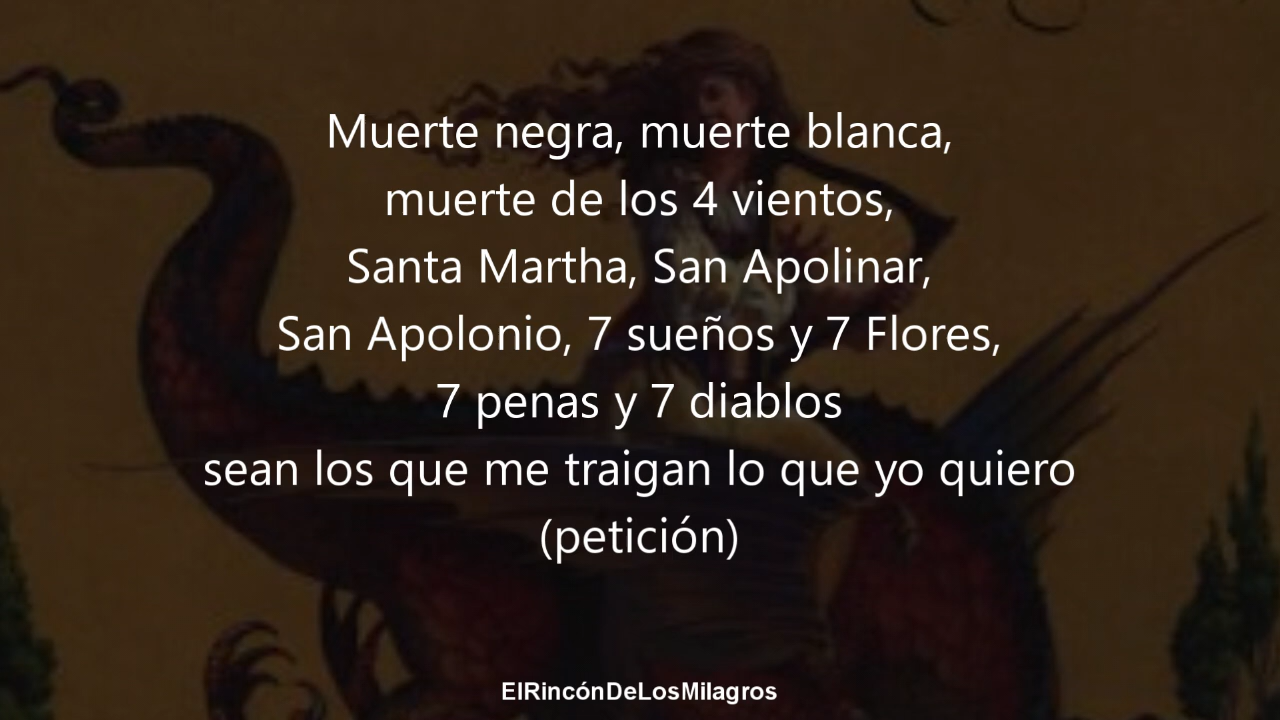 Muerte negra, muerte blanca,
muerte de los 4 vientos,
Santa Martha, San Apolinar,
San Apolonio, 7 sueños y 7 Flores,
7 penas y 7 diablos
sean los que me traigan lo que yo quiero
(petición)
ElRincónDeLosMilagros